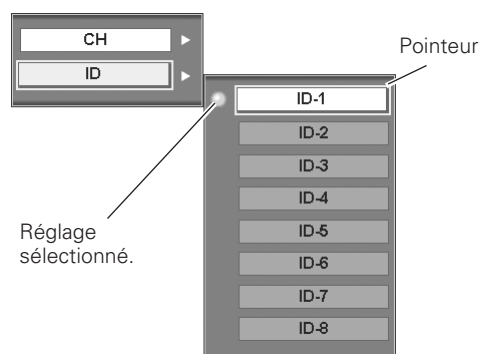 CH
ID
Pointeur
ID-1
ID-2
ID-3
ID-4
ID-5
ID-6
ID-7
ID-8
Réglage
sélectionné.